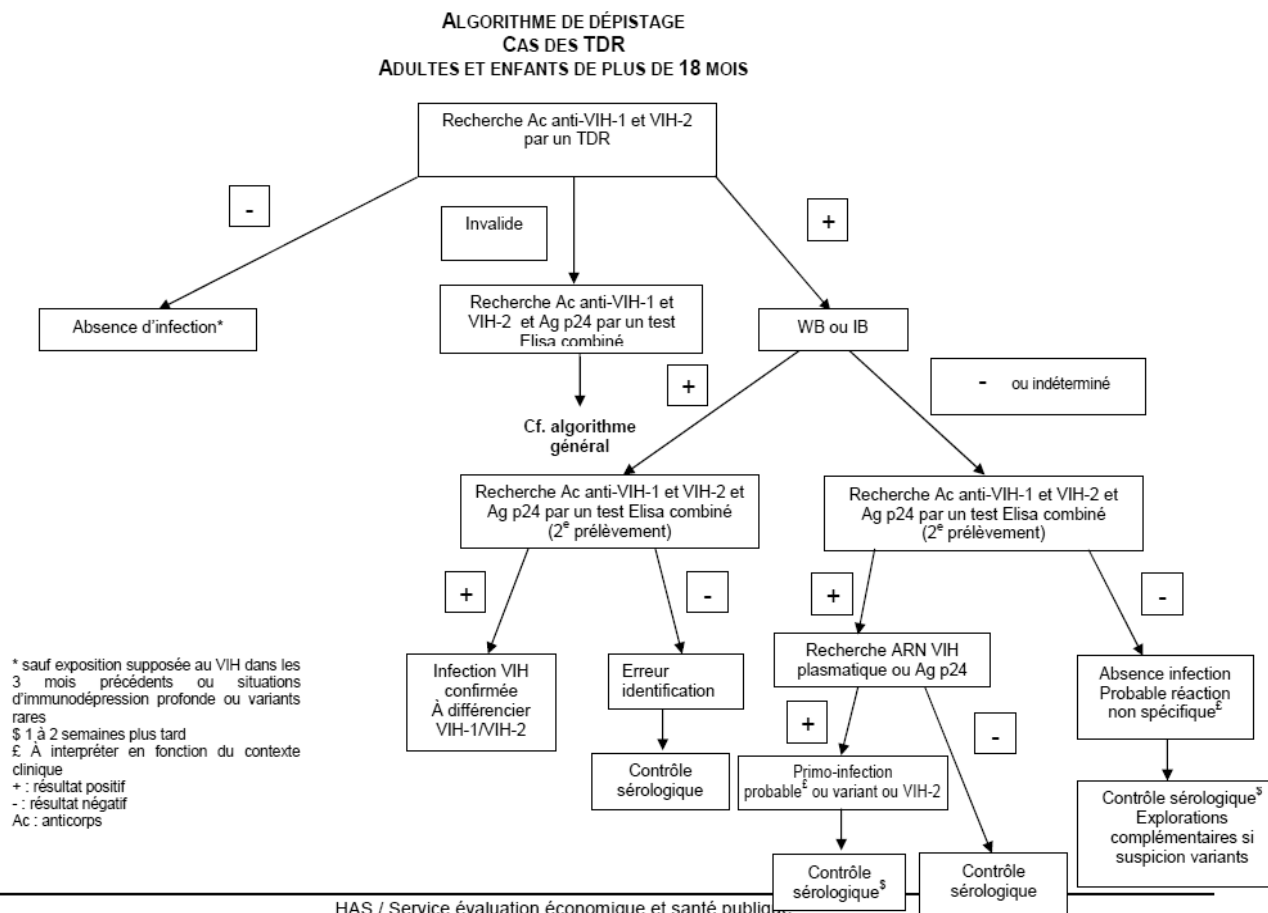 ALGORITHME DE DÉPISTAGE
CAS DES TDR
ADULTES ET ENFANTS DE PLUS DE 18 MOIS
Recherche Ac anti-VIH-1 et VIH-2
par un TDR
-
Invalide
+
Absence d'infection*
Recherche Ac anti-VIH-1 et
VIH-2 et Ag p24 par un test
Elisa combiné
WB ou IB
+
- ou indéterminé
Cf. algorithme
général
Recherche Ac anti-VIH-1 et VIH-2 et
Ag p24 par un test Elisa combiné
(2e prélèvement)
Recherche Ac anti-VIH-1 et VIH-2 et
Ag p24 par un test Elisa combiné
(2e prélèvement)
+
-
+
-
Infection VIH
confirmée
À différencier
VIH-1/VIH-2
Erreur
identification
Recherche ARN VIH
plasmatique ou Ag p24
Absence infection
Probable réaction
non spécifique£
+
-
Contrôle
sérologique
Primo-infection
probable£ ou variant ou VIH-2
Contrôle sérologique$
Explorations
complémentaires si
suspicion variants
Contrôle
sérologique$
Contrôle
sérologique
* sauf exposition supposée au VIH dans les
3 mois précédents ou situations
d'immunodépression profonde ou variants
rares
$ 1 à 2 semaines plus tard
£ À interpréter en fonction du contexte
clinique
+ : résultat positif
- : résultat négatif
Ac : anticorps
HAS / Service évaluation économique et santé publique